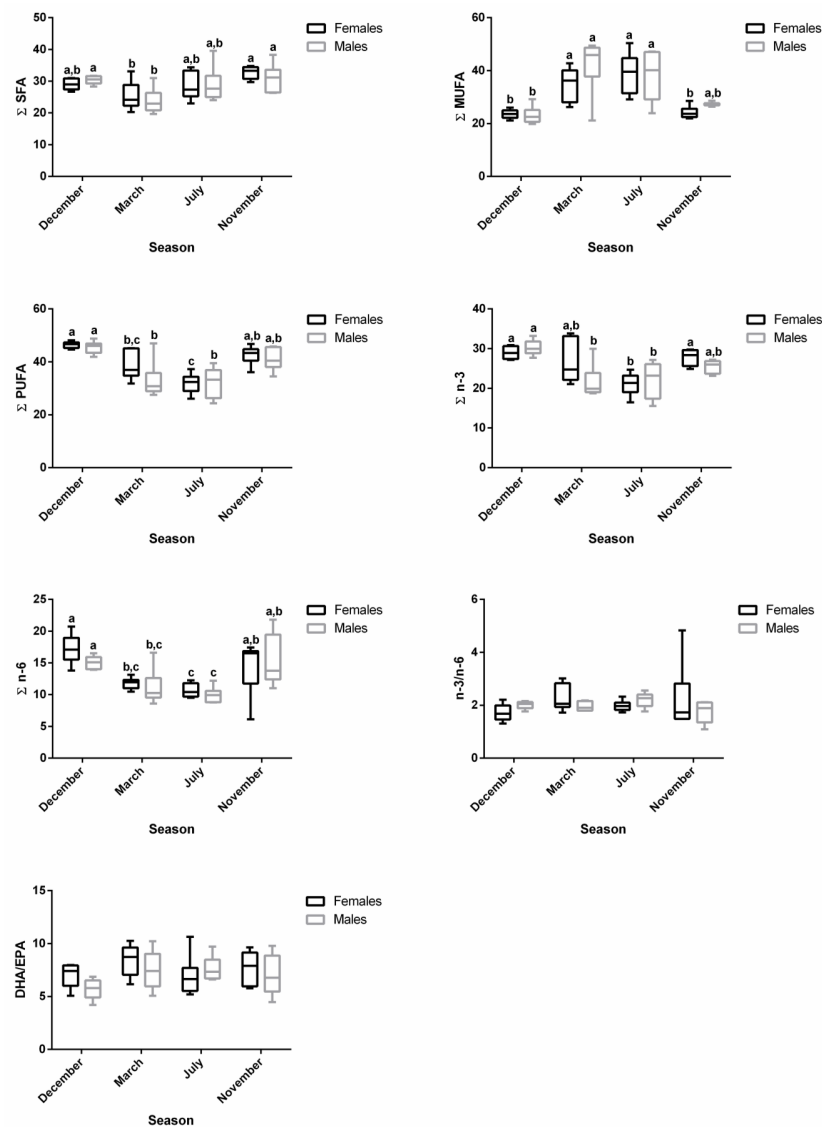 Females
Males
Σ SFA
50
40
30
20
10
0
a,b a b b a,b a,b a a
December March July November
Season
Females
Males
Σ MUFA
60
40
20
0
b b a a a a b a,b
December March July November
Season
Females
Males
Σ PUFA
60
40
20
0
a a b,c b c b a,b a,b
December March July November
Season
Females
Males
Σ n-3
40
30
20
10
0
a a a,b b b b a a,b
December March July November
Season
Females
Males
Σ n-6
25
20
15
10
5
0
a a b,c b,c c c a,b a,b
December March July November
Season
Females
Males
n-3/n-6
6
4
2
0
December March July November
Season
Females
Males
DHA/EPA
15
10
5
0
December March July November
Season